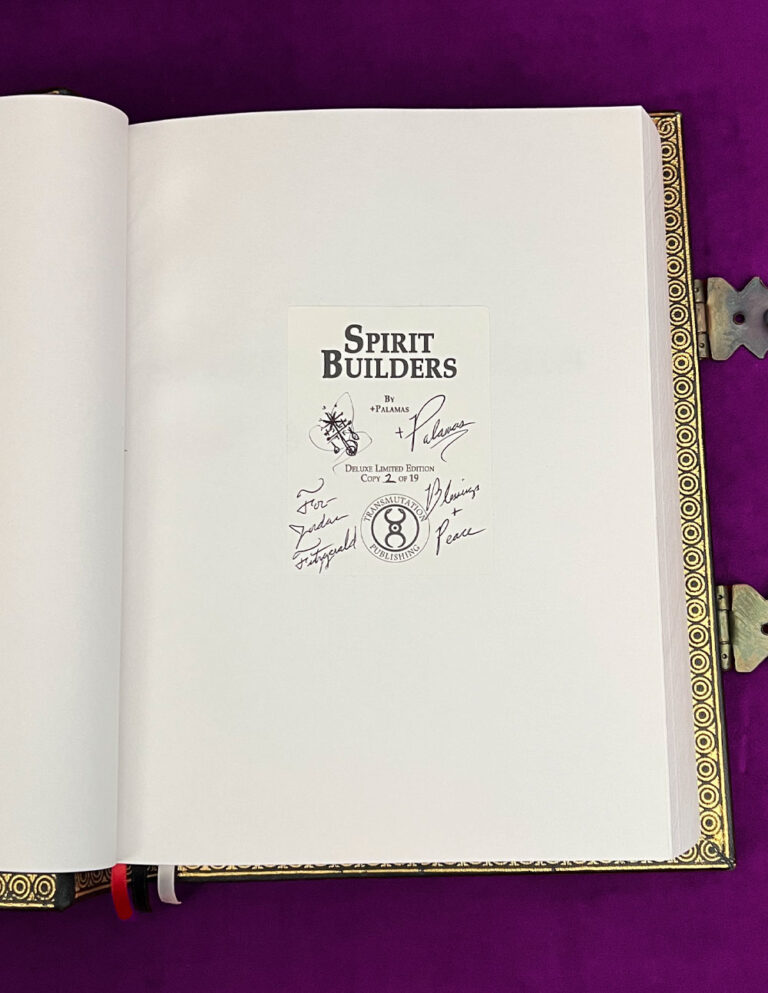 SPIRIT
BUILDERS
BY
+PALAMAS
+ Palamas
DELUXE LIMITED EDITION
COPY 2 OF 19
For
Jordan
Fitzgerald
TRANSMUTATION
PUBLISHING
Blessings
+
Peace